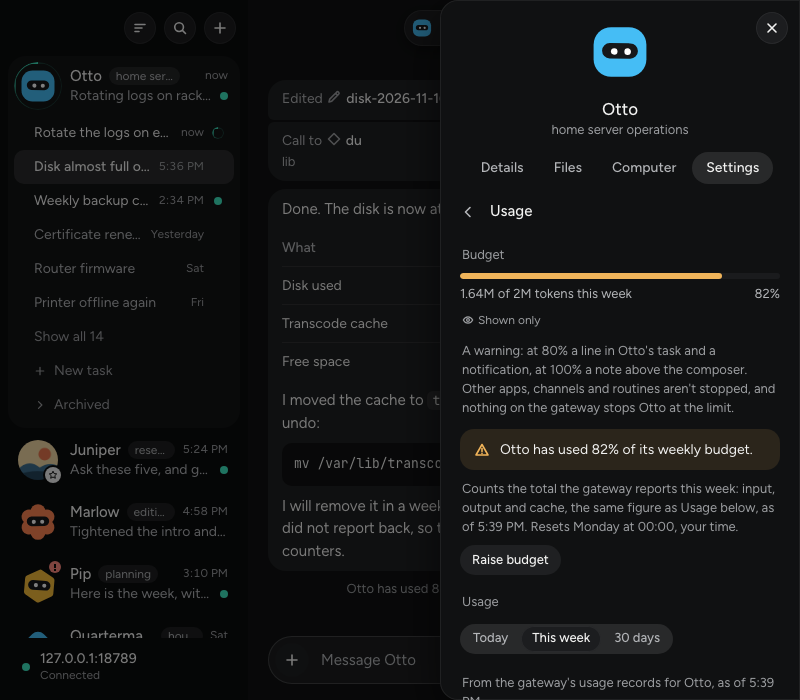 Otto home ser... now
Rotating logs on rack...
Rotate the logs on e... now
Disk almost full o... 5:36 PM
Weekly backup c... 2:34 PM
Certificate rene... Yesterday
Router firmware Sat
Printer offline again Fri
Show all 14
New task
Archived
Juniper rese... 5:24 PM
Ask these five, and g...
Marlow editi... 4:58 PM
Tightened the intro and...
Pip planning 3:10 PM
Here is the week, wit...
Quarterma hou Sat
127.0.0.1:18789
Connected
Edited disk-2026-11-1
Call to du
lib
Done. The disk is now at
What
Disk used
Transcode cache
Free space
I moved the cache to
undo:
mv /var/lib/transco
I will remove it in a week
did not report back, so
counters.
Otto has used 8
Message Otto
Otto
home server operations
Details Files Computer Settings
Usage
Budget
1.64M of 2M tokens this week 82%
Shown only
A warning: at 80% a line in Otto's task and a
notification, at 100% a note above the composer.
Other apps, channels and routines aren't stopped, and
nothing on the gateway stops Otto at the limit.
Otto has used 82% of its weekly budget.
Counts the total the gateway reports this week: input,
output and cache, the same figure as Usage below, as
of 5:39 PM. Resets Monday at 00:00, your time.
Raise budget
Usage
Today This week 30 days
From the gateway's usage records for Otto, as of 5:39